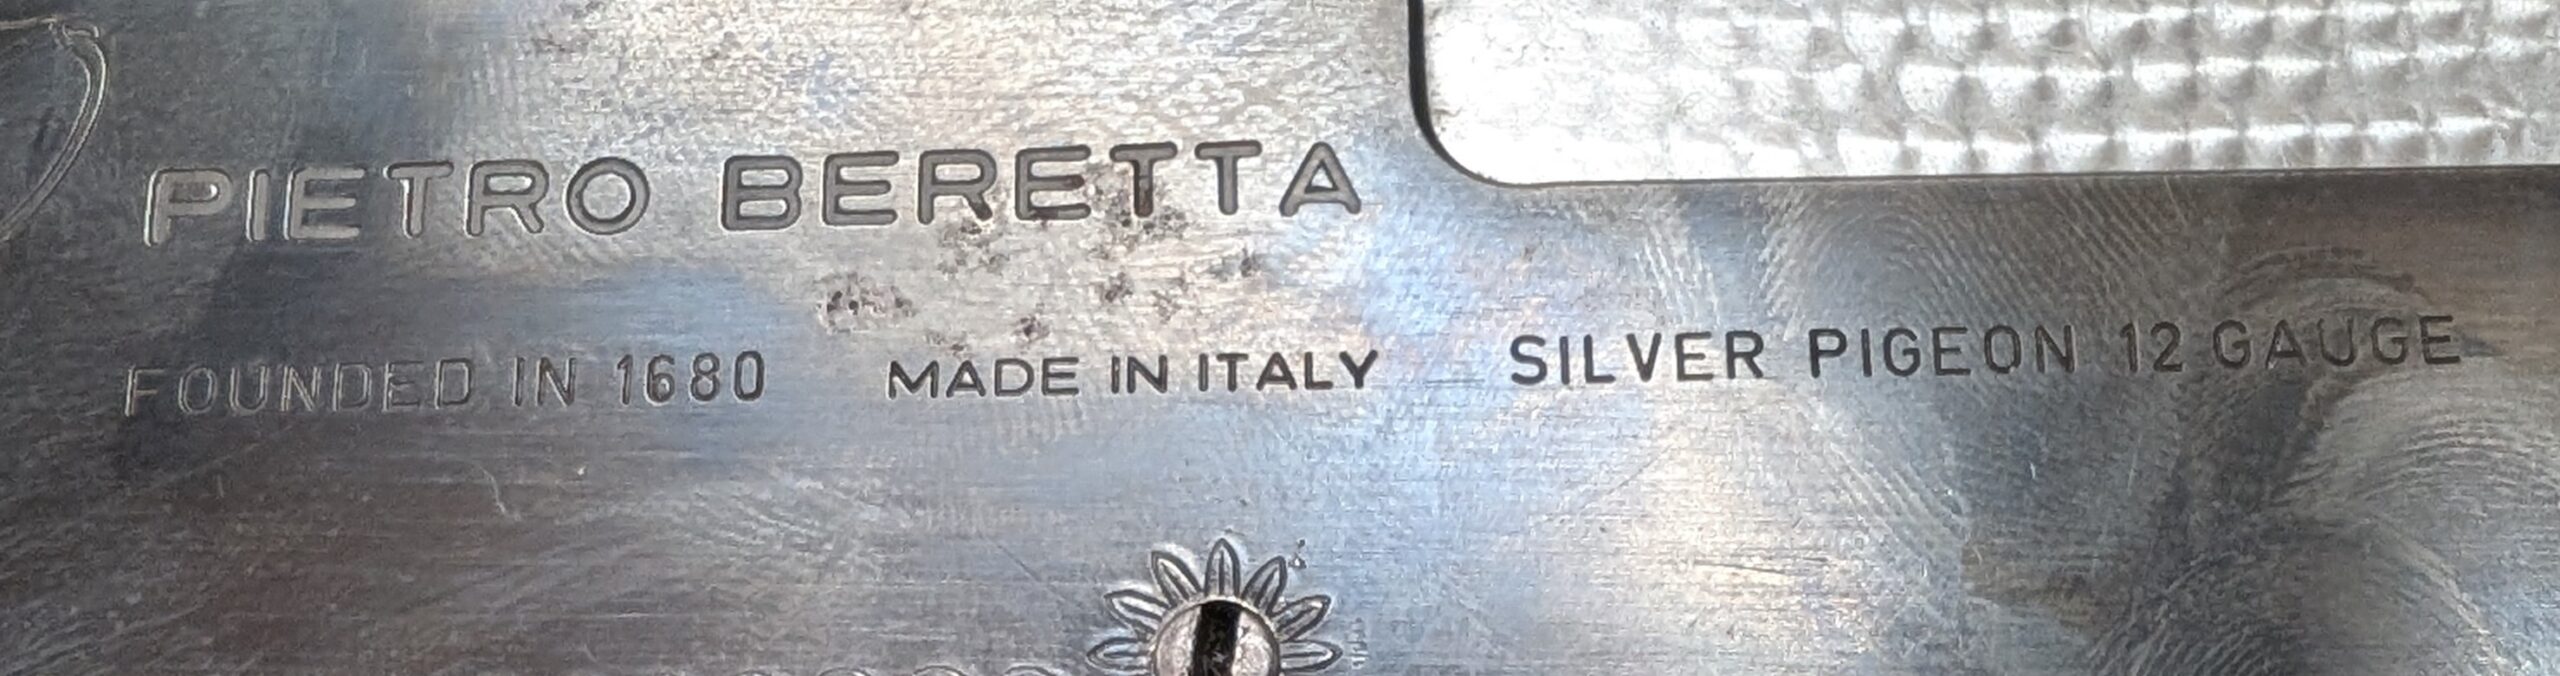 PIETRO BERETTA
FOUNDED IN 1680 MADE IN ITALY SILVER PIGEON 12 GAUGE